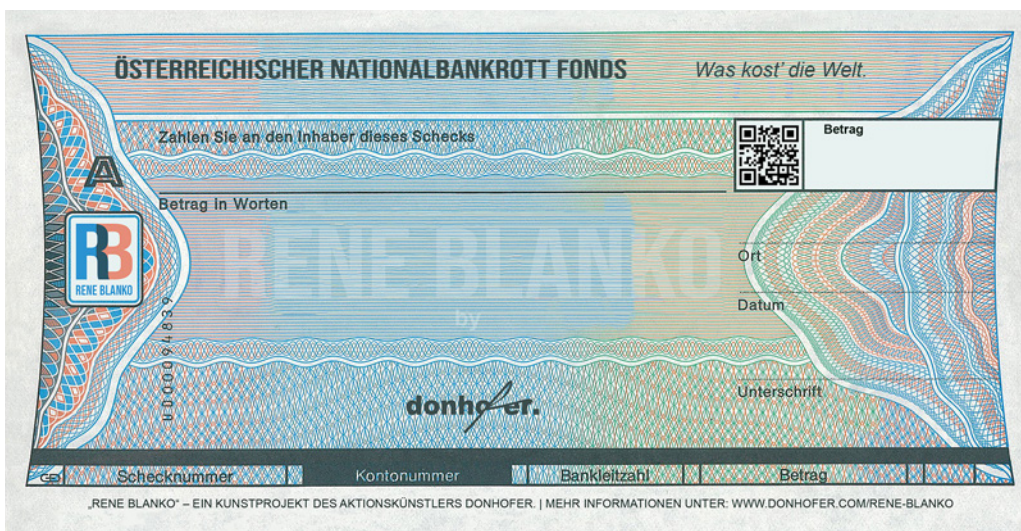 ÖSTERREICHISCHER NATIONALBANKROTT FONDS
Was kost' die Welt.
Zahlen Sie an den Inhaber dieses Schecks
Betrag
A
Betrag in Worten
RENE BLANKO
by
RB
RENE BLANKO
Ort
Datum
U0000094839
donhofer.
Unterschrift
Schecknummer
Kontonummer
Bankleitzahl
Betrag
„RENE BLANKO“ – EIN KUNSTPROJEKT DES AKTIONSKÜNSTLERS DONHOFER. | MEHR INFORMATIONEN UNTER: WWW.DONHOFER.COM/RENE-BLANKO